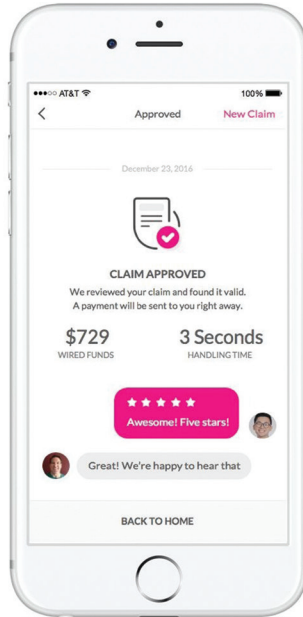 AT&T 100%
Approved New Claim
December 23, 2016
CLAIM APPROVED
We reviewed your claim and found it valid.
A payment will be sent to you right away.
$729 3 Seconds
WIRED FUNDS HANDLING TIME
Awesome! Five stars!
Great! We're happy to hear that
BACK TO HOME